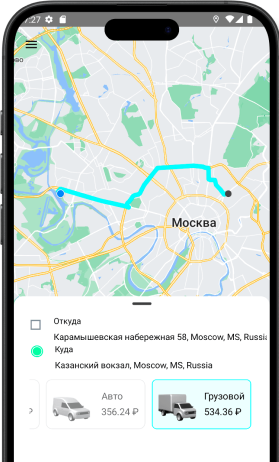 7:27
ово
Москва
Откуда
Карамышевская набережная 58, Moscow, MS, Russia
Куда
Казанский вокзал, Moscow, MS, Russia
Авто
356.24 ₽
Грузовой
534.36 ₽